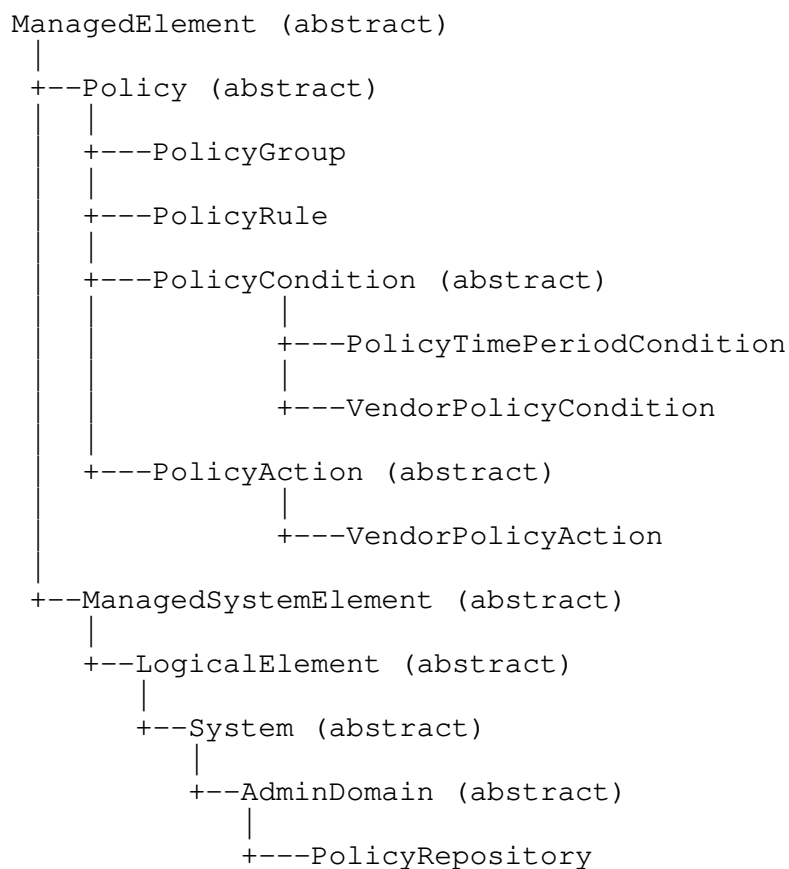 ManagedElement (abstract)
|
+--Policy (abstract)
|  |
|  +---PolicyGroup
|  |
|  +---PolicyRule
|  |
|  +---PolicyCondition (abstract)
|  |          |
|  |          +---PolicyTimePeriodCondition
|  |          |
|  |          +---VendorPolicyCondition
|  |
|  +---PolicyAction (abstract)
|             |
|             +---VendorPolicyAction
|
+--ManagedSystemElement (abstract)
   |
   +--LogicalElement (abstract)
      |
      +--System (abstract)
         |
         +--AdminDomain (abstract)
            |
            +---PolicyRepository